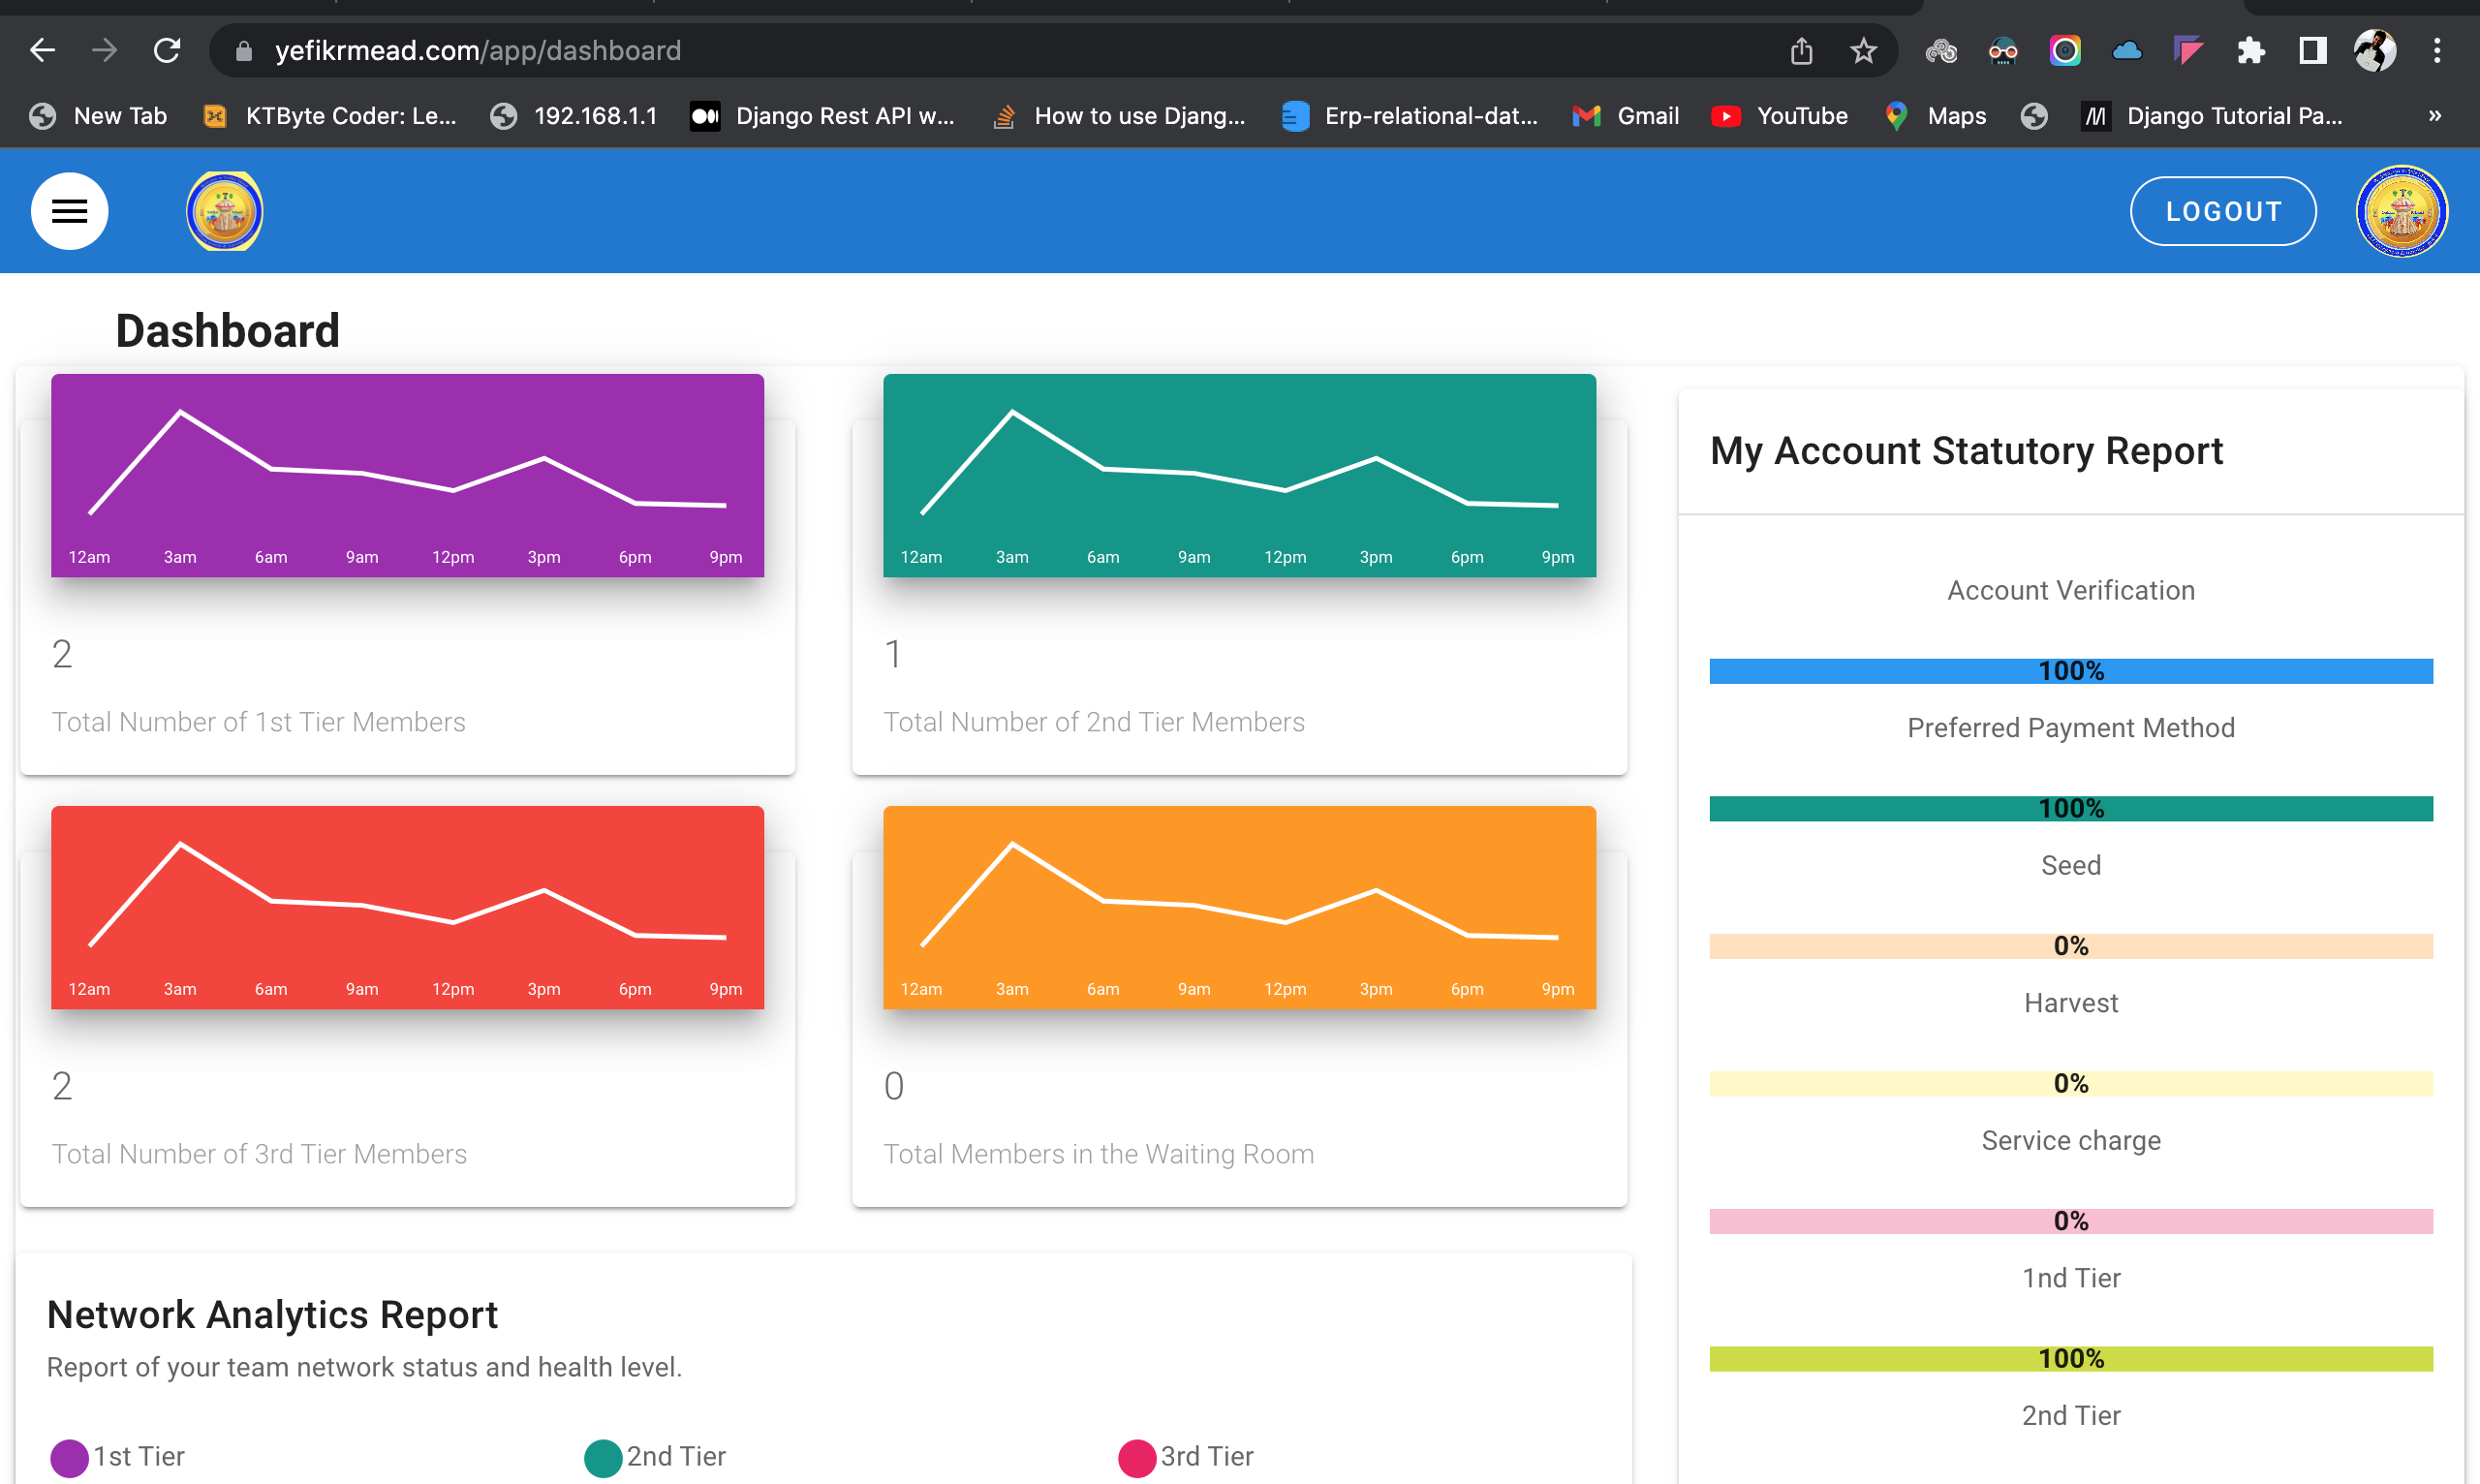 yefikrmead.com/app/dashboard
New Tab
KTByte Coder: Le...
192.168.1.1
Django Rest API w...
How to use Djang...
Erp-relational-dat...
Gmail
YouTube
Maps
Django Tutorial Pa...
»
LOGOUT
Dashboard
12am 3am 6am 9am 12pm 3pm 6pm 9pm
2
Total Number of 1st Tier Members
12am 3am 6am 9am 12pm 3pm 6pm 9pm
1
Total Number of 2nd Tier Members
12am 3am 6am 9am 12pm 3pm 6pm 9pm
2
Total Number of 3rd Tier Members
12am 3am 6am 9am 12pm 3pm 6pm 9pm
0
Total Members in the Waiting Room
Network Analytics Report
Report of your team network status and health level.
1st Tier
2nd Tier
3rd Tier
My Account Statutory Report
Account Verification
100%
Preferred Payment Method
100%
Seed
0%
Harvest
0%
Service charge
0%
1nd Tier
100%
2nd Tier